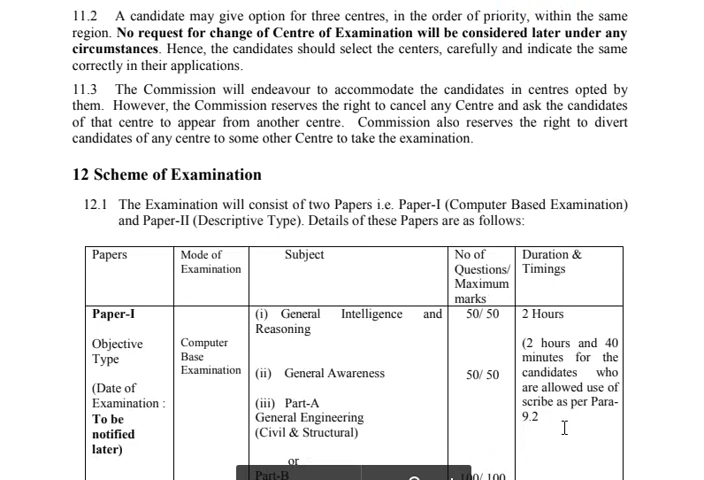 11.2 A candidate may give option for three centres, in the order of priority, within the same
region. No request for change of Centre of Examination will be considered later under any
circumstances. Hence, the candidates should select the centers, carefully and indicate the same
correctly in their applications.
11.3 The Commission will endeavour to accommodate the candidates in centres opted by
them. However, the Commission reserves the right to cancel any Centre and ask the candidates
of that centre to appear from another centre. Commission also reserves the right to divert
candidates of any centre to some other Centre to take the examination.
12 Scheme of Examination
12.1 The Examination will consist of two Papers i.e. Paper-I (Computer Based Examination)
and Paper-II (Descriptive Type). Details of these Papers are as follows:
Papers
Mode of
Examination
Subject
No of
Questions/
Maximum
marks
Duration &
Timings
Paper-I
Objective
Type
(Date of
Examination :
To be
notified
later)
Computer
Base
Examination
(i) General Intelligence and
Reasoning
(ii) General Awareness
(iii) Part-A
General Engineering
(Civil & Structural)
or
Part-B
50/ 50
50/ 50
100/ 100
2 Hours
(2 hours and 40
minutes for the
candidates who
are allowed use of
scribe as per Para-
9.2